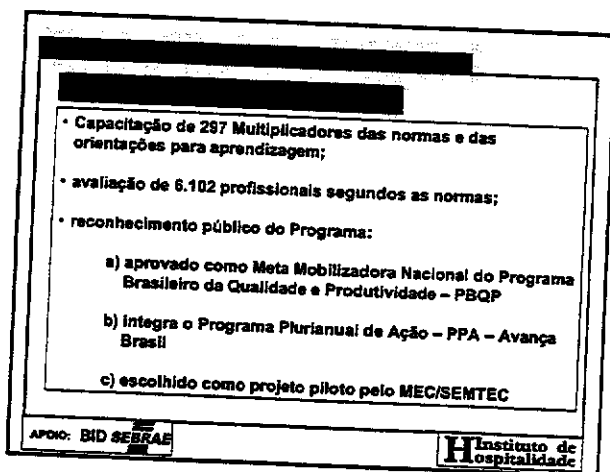 • Capacitação de 297 Multiplicadores das normas e das
orientações para aprendizagem;
• avaliação de 6.102 profissionais segundos as normas;
• reconhecimento público do Programa:
a) aprovado como Meta Mobilizadora Nacional do Programa
Brasileiro da Qualidade e Produtividade – PBQP
b) integra o Programa Plurianual de Ação – PPA – Avança
Brasil
c) escolhido como projeto piloto pelo MEC/SEMTEC
APOIO: BID SEBRAE
Instituto de
Hospitalidade